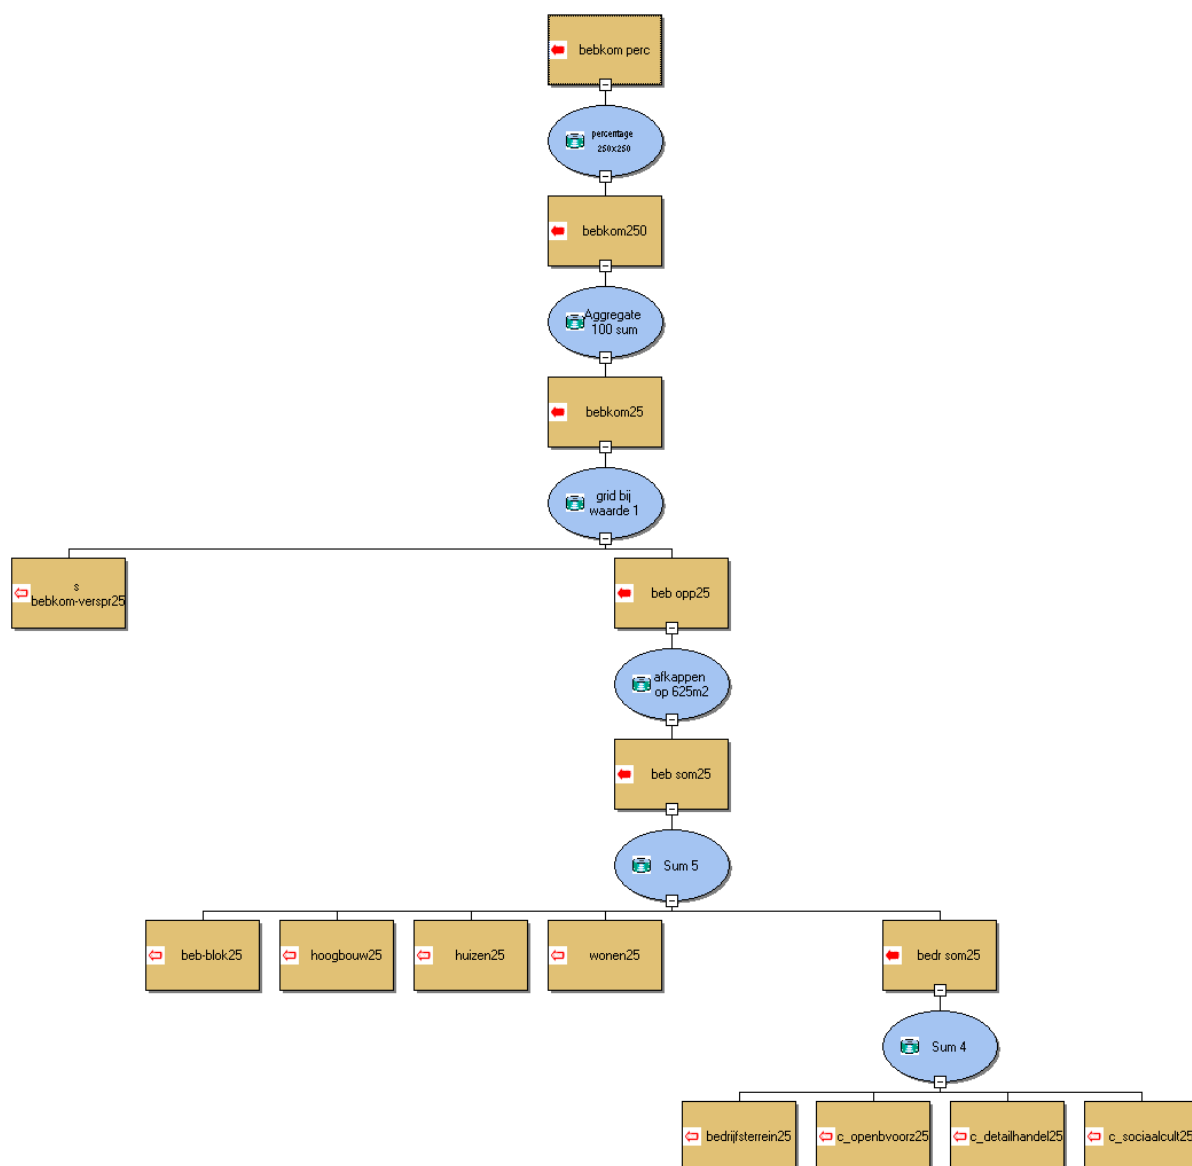 bebkom perc
percentage
250x250
bebkom250
Aggregate
100 sum
bebkom25
grid bij
waarde 1
s
bebkom-verspr25
beb opp25
afkappen
op 625m2
beb som25
Sum 5
beb-blok25
hoogbouw25
huizen25
wonen25
bedr som25
Sum 4
bedrijfsterrein25
c_openbvoorz25
c_detailhandel25
c_sociaalcult25